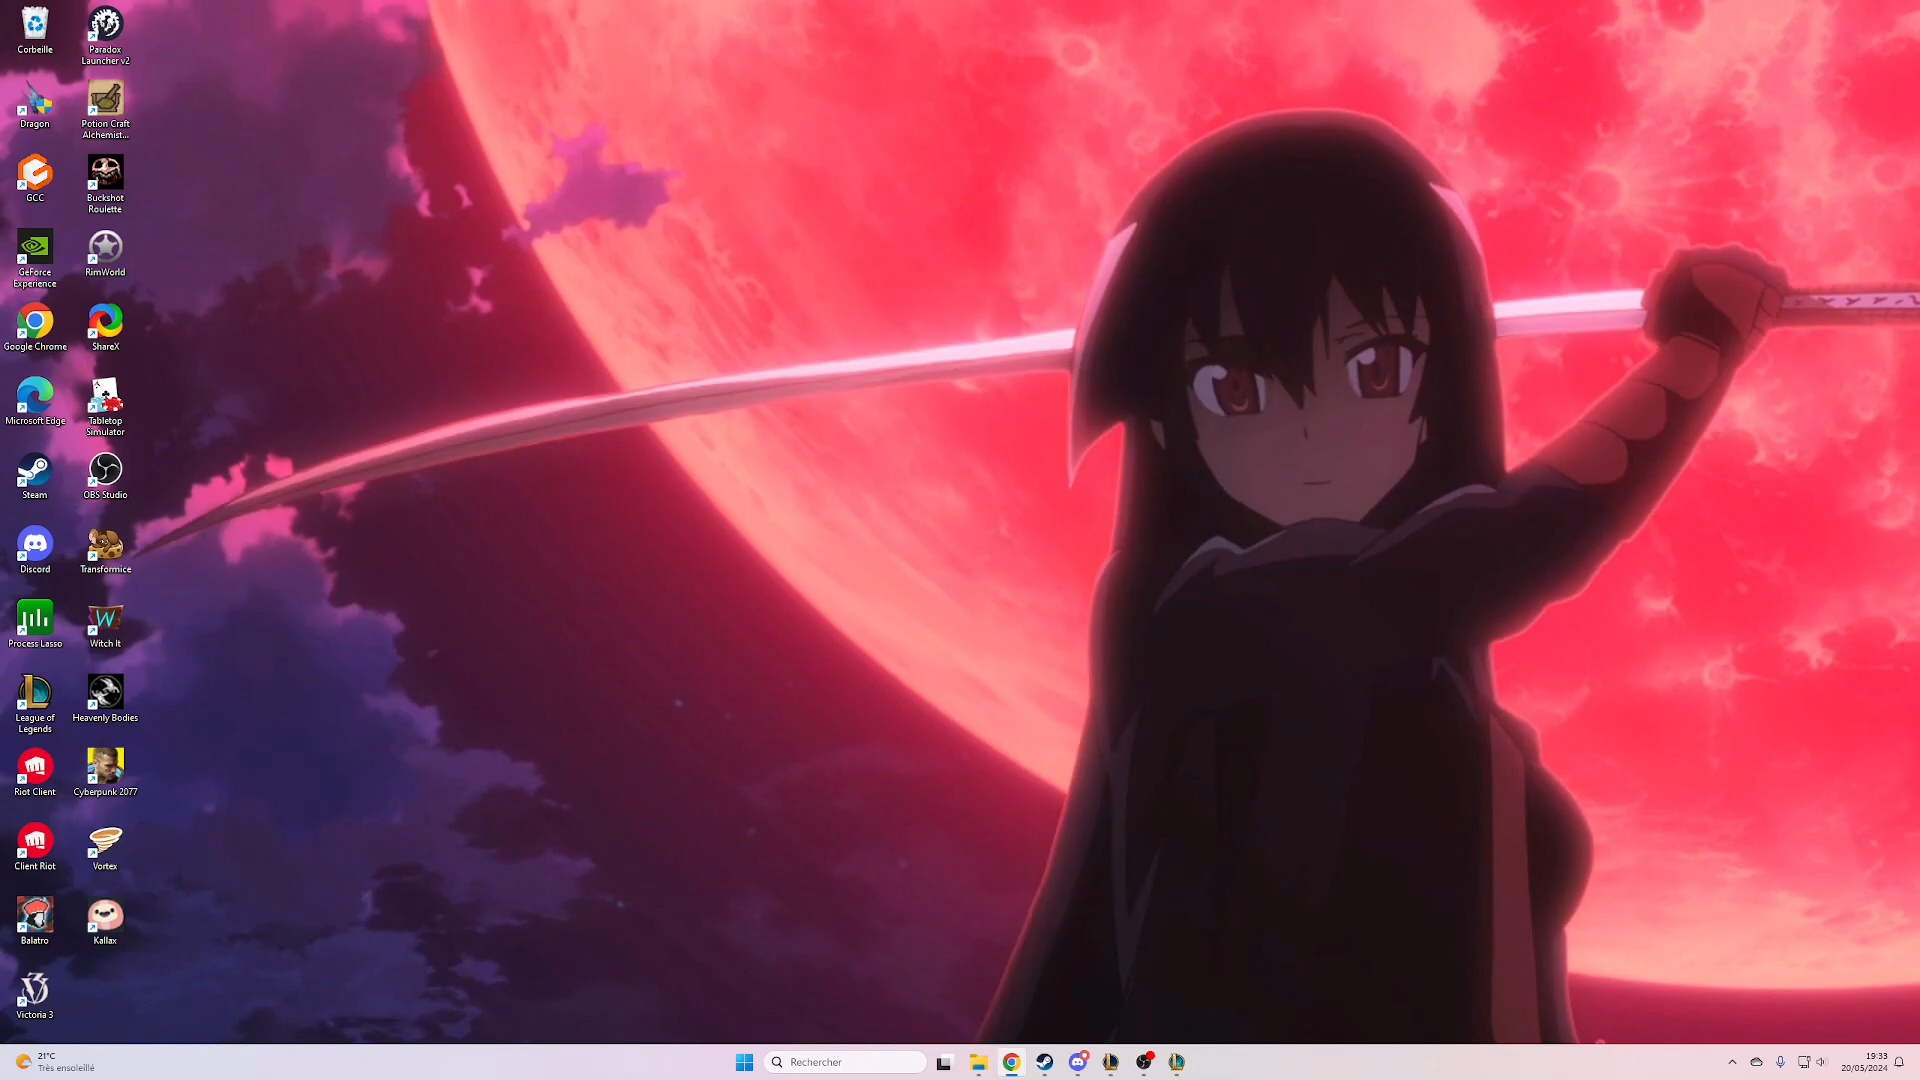 Corbeille
Paradox
Launcher v2
Dragon
Potion Craft
Alchemist...
GCC
Buckshot
Roulette
GeForce
Experience
RimWorld
Google Chrome
ShareX
Microsoft Edge
Tabletop
Simulator
Steam
OBS Studio
Discord
Transformice
Process Lasso
Witch It
League of
Legends
Heavenly Bodies
Riot Client
Cyberpunk 2077
Client Riot
Vortex
Balatro
Kallax
Victoria 3
21°C
Très ensoleillé
Rechercher
19:33
20/05/2024